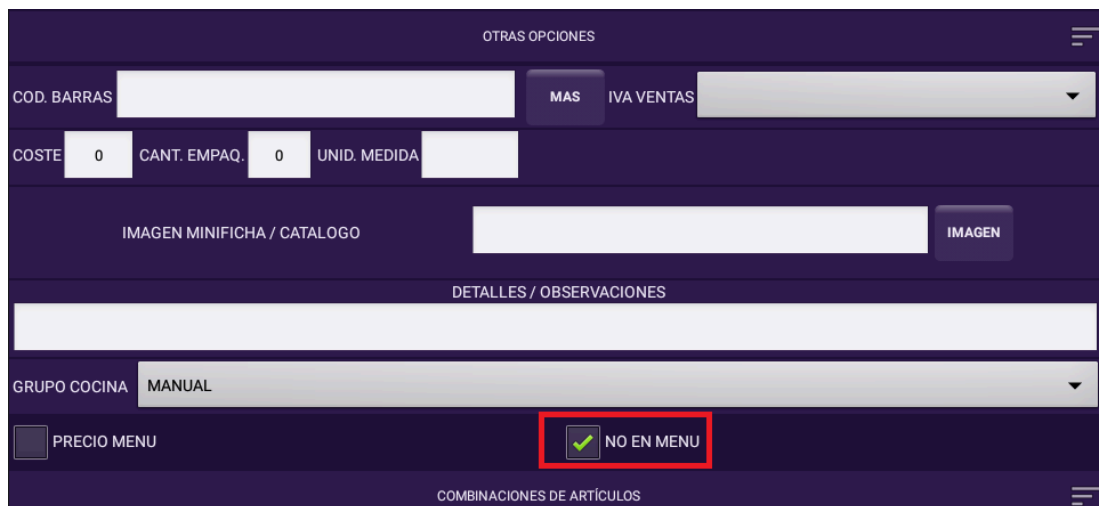 OTRAS OPCIONES
COD. BARRAS MAS IVA VENTAS
COSTE 0 CANT. EMPAQ. 0 UNID. MEDIDA
IMAGEN MINIFICHA / CATALOGO IMAGEN
DETALLES / OBSERVACIONES
GRUPO COCINA MANUAL
PRECIO MENU NO EN MENU
COMBINACIONES DE ARTÍCULOS